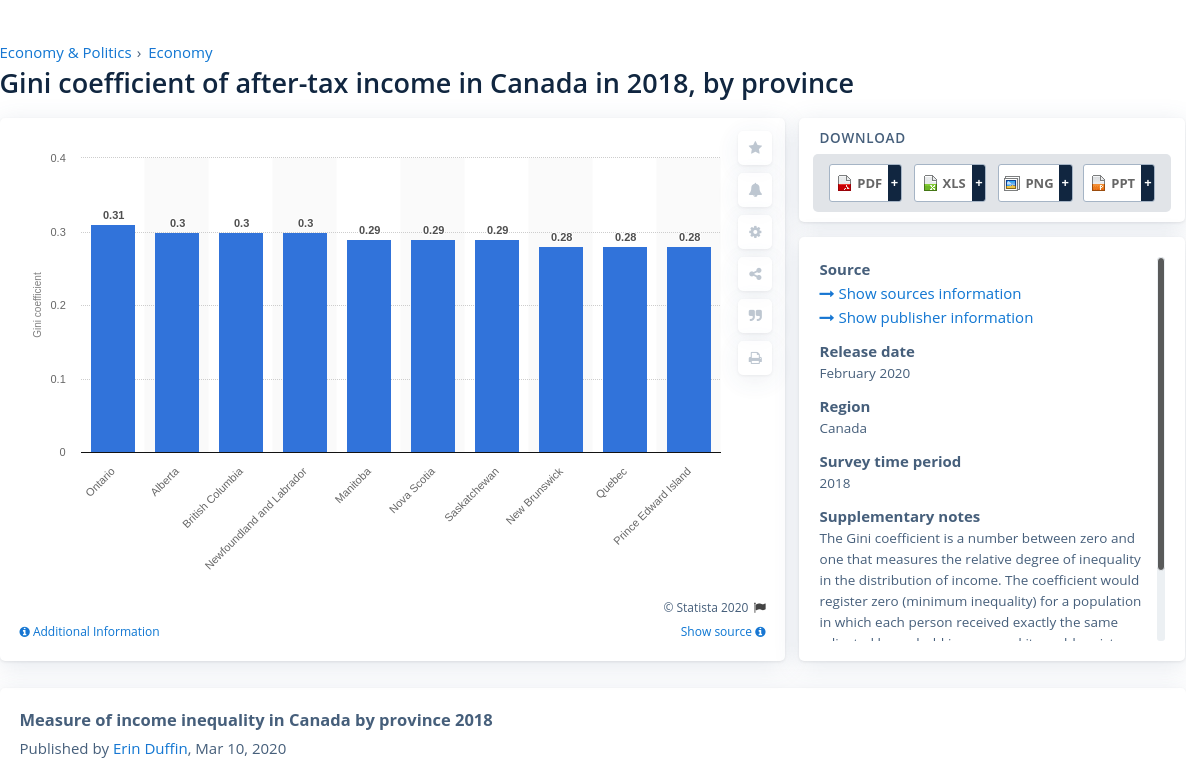 Economy & Politics › Economy
Gini coefficient of after-tax income in Canada in 2018, by province
0.4
0.3
0.2
0.1
0
Gini coefficient
0.31
0.3
0.3
0.3
0.29
0.29
0.29
0.28
0.28
0.28
Ontario
Alberta
British Columbia
Newfoundland and Labrador
Manitoba
Nova Scotia
Saskatchewan
New Brunswick
Quebec
Prince Edward Island
© Statista 2020
Additional Information
Show source
DOWNLOAD
PDF + XLS + PNG + PPT +
Source
Show sources information
Show publisher information
Release date
February 2020
Region
Canada
Survey time period
2018
Supplementary notes
The Gini coefficient is a number between zero and
one that measures the relative degree of inequality
in the distribution of income. The coefficient would
register zero (minimum inequality) for a population
in which each person received exactly the same
Measure of income inequality in Canada by province 2018
Published by Erin Duffin, Mar 10, 2020